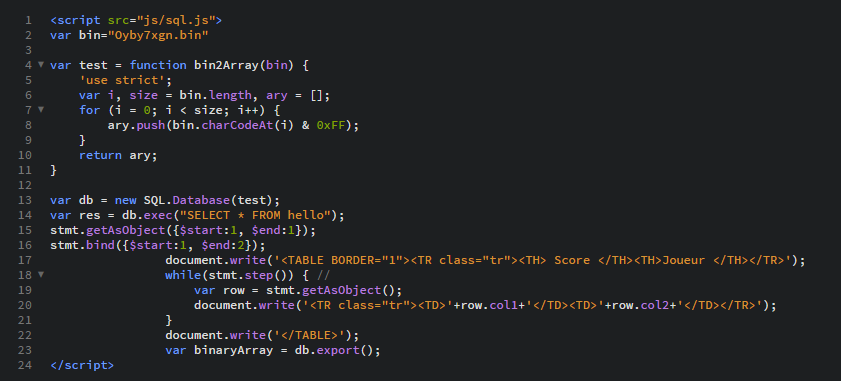 1 <script src="js/sql.js">
2 var bin="Oyby7xgn.bin"
3
4 var test = function bin2Array(bin) {
5 'use strict';
6 var i, size = bin.length, ary = [];
7 for (i = 0; i < size; i++) {
8 ary.push(bin.charCodeAt(i) & 0xFF);
9 }
10 return ary;
11 }
12
13 var db = new SQL.Database(test);
14 var res = db.exec("SELECT * FROM hello");
15 stmt.getAsObject({$start:1, $end:1});
16 stmt.bind({$start:1, $end:2});
17 document.write('<TABLE BORDER="1"><TR class="tr"><TH> Score </TH><TH>Joueur </TH></TR>');
18 while(stmt.step()) { //
19 var row = stmt.getAsObject();
20 document.write('<TR class="tr"><TD>'+row.col1+'</TD><TD>'+row.col2+'</TD></TR>');
21 }
22 document.write('</TABLE>');
23 var binaryArray = db.export();
24 </script>